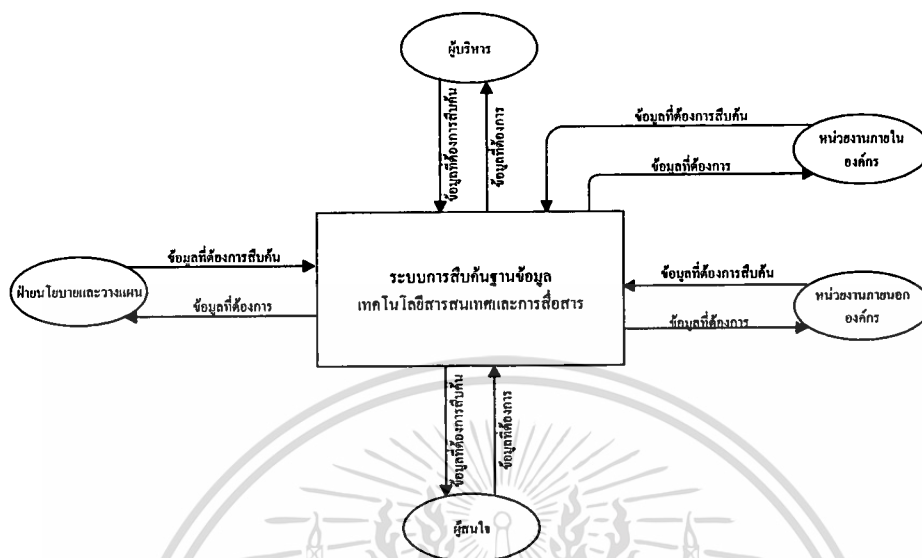 ผู้บริหาร
ข้อมูลที่ต้องการสืบค้น
ข้อมูลที่ต้องการ
ข้อมูลที่ต้องการสืบค้น
หน่วยงานภายใน
องค์กร
ข้อมูลที่ต้องการ
ข้อมูลที่ต้องการสืบค้น
ฝ่ายนโยบายและวางแผน
ข้อมูลที่ต้องการ
ระบบการสืบค้นฐานข้อมูล
เทคโนโลยีสารสนเทศและการสื่อสาร
ข้อมูลที่ต้องการสืบค้น
หน่วยงานภายนอก
องค์กร
ข้อมูลที่ต้องการ
ข้อมูลที่ต้องการสืบค้น
ข้อมูลที่ต้องการ
ผู้สนใจ